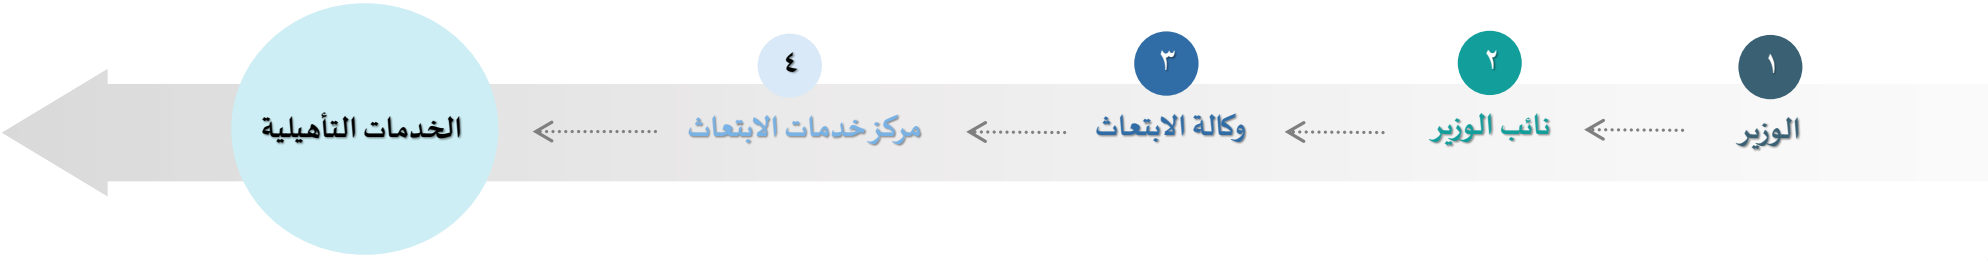 ١
الوزير
٢
نائب الوزير
٣
وكالة الابتعاث
٤
مركز خدمات الابتعاث
الخدمات التأهيلية